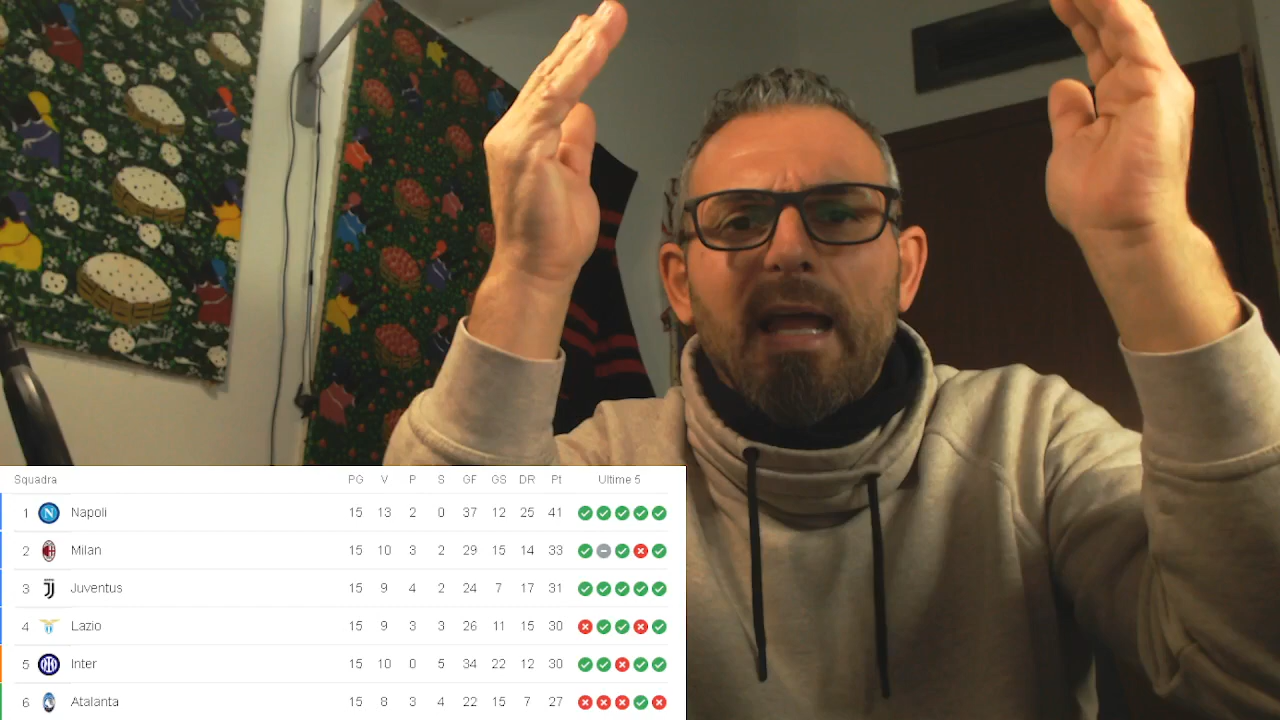 Squadra PG V P S GF GS DR Pt Ultime 5
1 Napoli 15 13 2 0 37 12 25 41
2 Milan 15 10 3 2 29 15 14 33
3 Juventus 15 9 4 2 24 7 17 31
4 Lazio 15 9 3 3 26 11 15 30
5 Inter 15 10 0 5 34 22 12 30
6 Atalanta 15 8 3 4 22 15 7 27